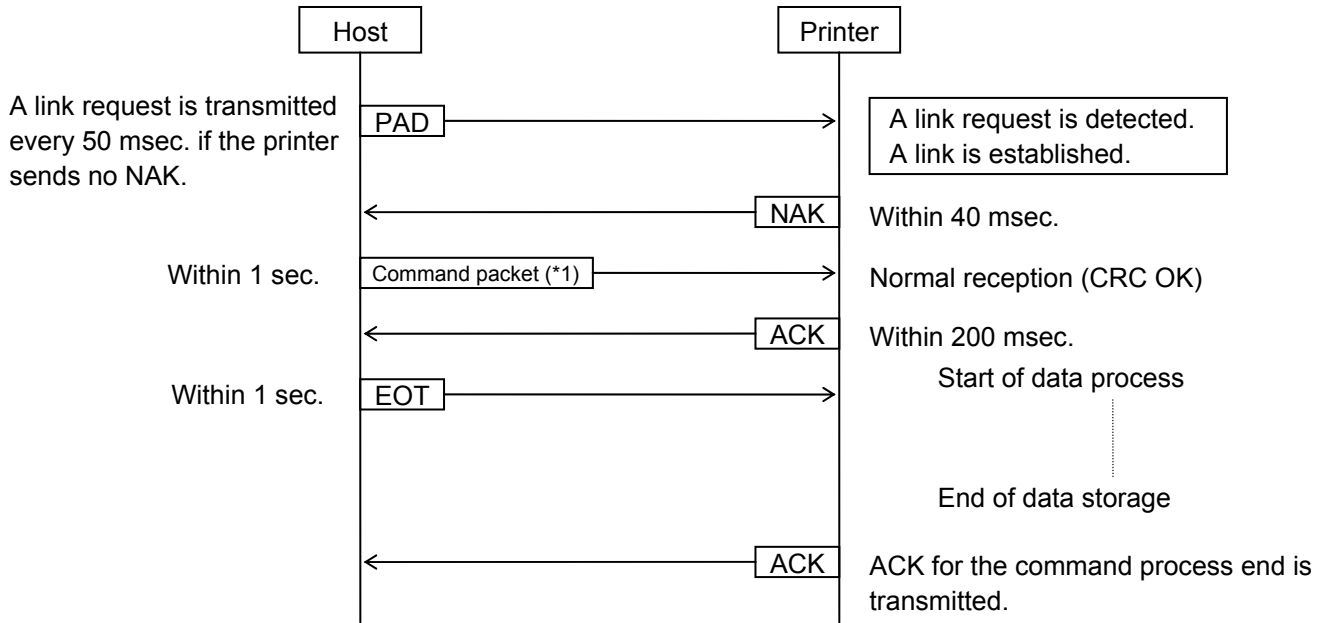 Host
Printer
A link request is transmitted
every 50 msec. if the printer
sends no NAK.
PAD
A link request is detected.
A link is established.
NAK
Within 40 msec.
Within 1 sec.
Command packet (*1)
Normal reception (CRC OK)
ACK
Within 200 msec.
Within 1 sec.
EOT
Start of data process
End of data storage
ACK
ACK for the command process end is
transmitted.